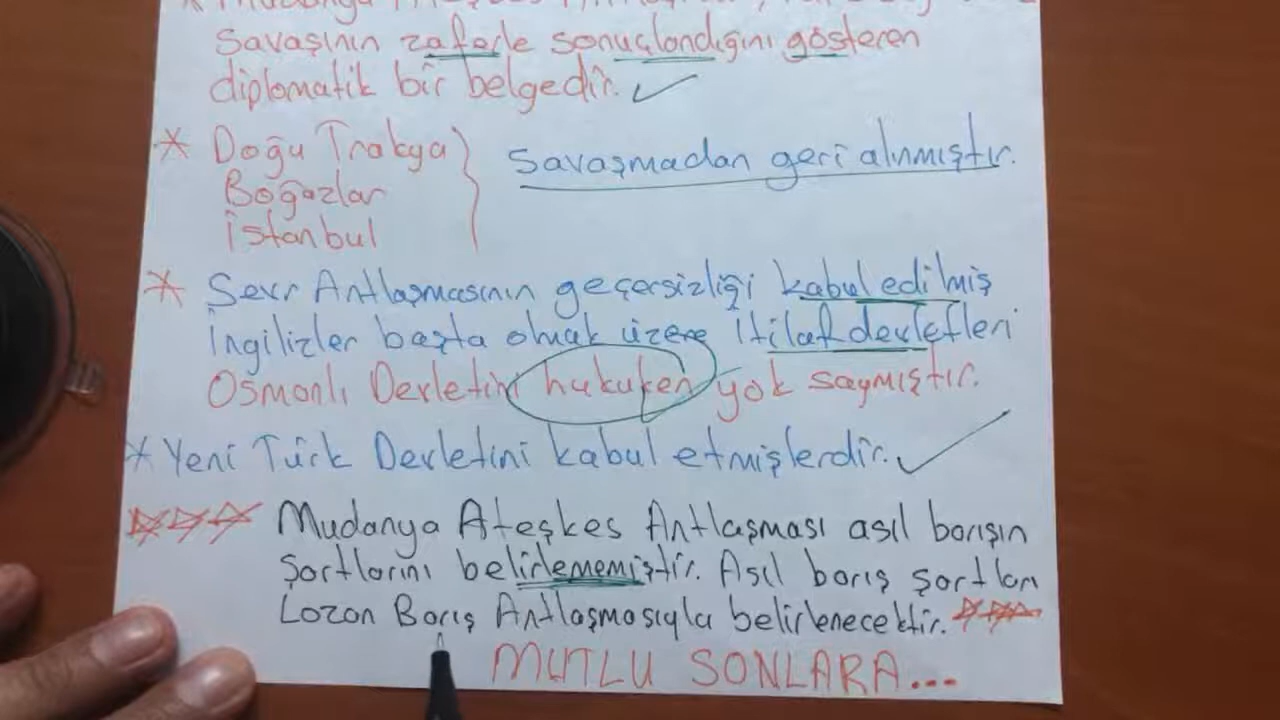 * Mudanya
Savaşının zaferle sonuçlandığını gösteren
diplomatik bir belgedir.
* Doğu Trakya
Boğazlar
İstanbul
Savaşmadan geri alınmıştır.
* Sevr Antlaşmasının geçersizliği kabul edilmiş
İngilizler başta olmak üzere İtilaf devletleri
Osmanlı Devletini hukuken yok saymıştır.
* Yeni Türk Devletini kabul etmişlerdir.
Mudanya Ateşkes Antlaşması asıl barışın
Şartlarını belirlememiştir. Asıl barış şartları
Lozan Barış Antlaşmasıyla belirlenecektir.
MUTLU SONLARA...